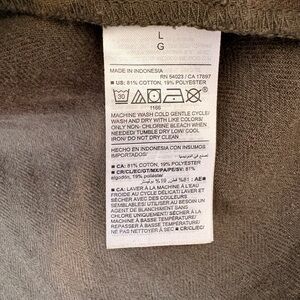 L
G
MADE IN INDONESIA
RN 54023 / CA 17897
■ US: 81% COTTON, 19% POLYESTER
30
1166
MACHINE WASH COLD GENTLE CYCLE/
WASH AND DRY WITH LIKE COLORS/
ONLY NON- CHLORINE BLEACH WHEN
NEEDED/ TUMBLE DRY LOW/ COOL
IRON/ DO NOT DRY CLEAN
HECHO EN INDONESIA CON INSUMOS
IMPORTADOS/
■ CA: 81% COTTON, 19% POLYESTER
■ CR/CL/EC/GT/MX/PA/PE/SV: 81%
algodón, 19% poliéster
■ CA: LAVER À LA MACHINE À L'EAU
FROIDE AU CYCLE DÉLICAT/ LAVER ET
SÉCHER AVEC DES COULEURS
SEMBLABLES/ UTILISER AU BESOIN
SEULEMENT UN BLANCHISSANT SANS
CHLORE UNIQUEMENT/ SÉCHER À LA
MACHINE À BASSE TEMPÉRATURE/
REPASSER À BASSE TEMPÉRATURE/
NE PAS NETTOYER À SEC ■ CR/CL/EC/